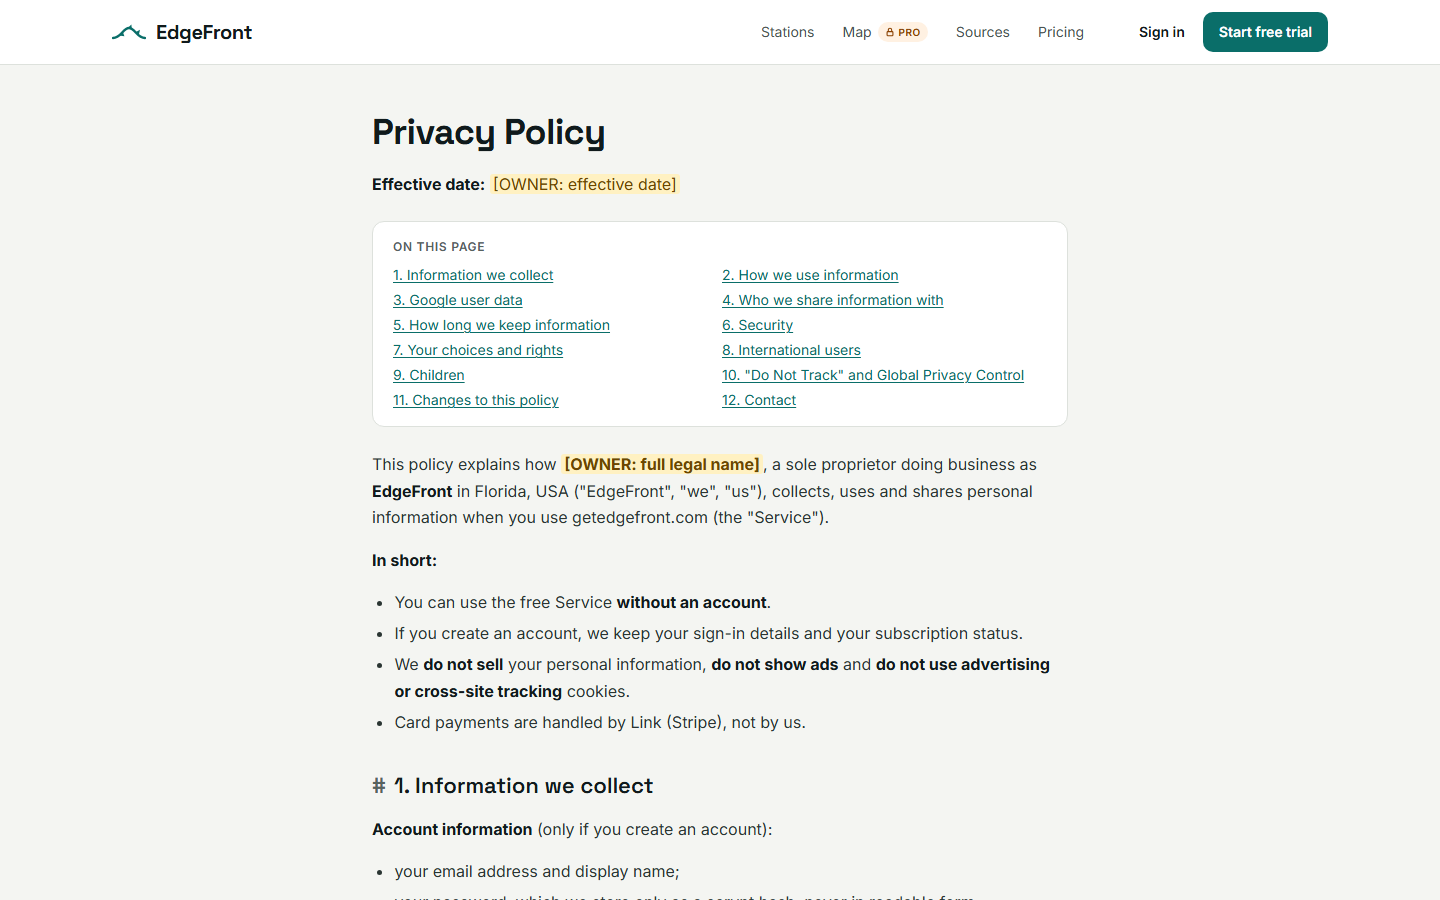 EdgeFront
Stations
Map
PRO
Sources
Pricing
Sign in
Start free trial
Privacy Policy
Effective date: [OWNER: effective date]
ON THIS PAGE
1. Information we collect
2. How we use information
3. Google user data
4. Who we share information with
5. How long we keep information
6. Security
7. Your choices and rights
8. International users
9. Children
10. "Do Not Track" and Global Privacy Control
11. Changes to this policy
12. Contact
This policy explains how [OWNER: full legal name], a sole proprietor doing business as
EdgeFront in Florida, USA ("EdgeFront", "we", "us"), collects, uses and shares personal
information when you use getedgefront.com (the "Service").
In short:
• You can use the free Service without an account.
• If you create an account, we keep your sign-in details and your subscription status.
• We do not sell your personal information, do not show ads and do not use advertising
or cross-site tracking cookies.
• Card payments are handled by Link (Stripe), not by us.
# 1. Information we collect
Account information (only if you create an account):
• your email address and display name;